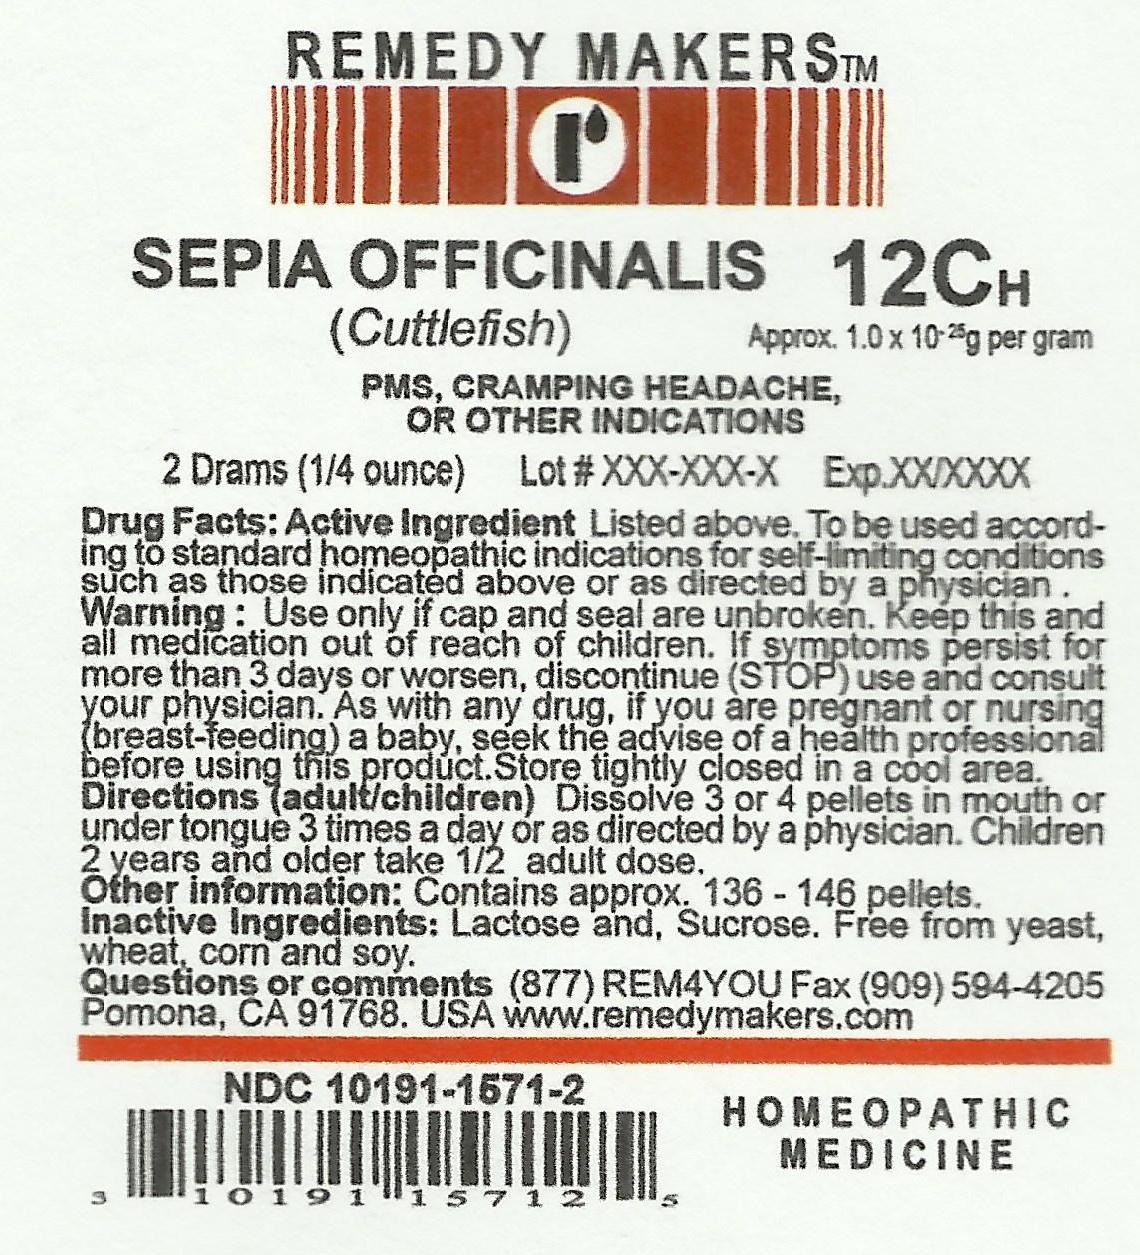 REMEDY MAKERS™
r
SEPIA OFFICINALIS 12CH
(Cuttlefish) Approx. 1.0 x 10-25g per gram
PMS, CRAMPING HEADACHE,
OR OTHER INDICATIONS
2 Drams (1/4 ounce) Lot # XXX-XXX-X Exp.XX/XXXX
Drug Facts: Active Ingredient Listed above. To be used accord-
ing to standard homeopathic indications for self-limiting conditions
such as those indicated above or as directed by a physician .
Warning : Use only if cap and seal are unbroken. Keep this and
all medication out of reach of children. If symptoms persist for
more than 3 days or worsen, discontinue (STOP) use and consult
your physician. As with any drug, if you are pregnant or nursing
(breast-feeding) a baby, seek the advise of a health professional
before using this product.Store tightly closed in a cool area.
Directions (adult/children) Dissolve 3 or 4 pellets in mouth or
under tongue 3 times a day or as directed by a physician. Children
2 years and older take 1/2 adult dose.
Other information: Contains approx. 136 - 146 pellets.
Inactive Ingredients: Lactose and, Sucrose. Free from yeast,
wheat, corn and soy.
Questions or comments (877) REM4YOU Fax (909) 594-4205
Pomona, CA 91768. USA www.remedymakers.com
NDC 10191-1571-2
HOMEOPATHIC
MEDICINE
3 10191 15712 5